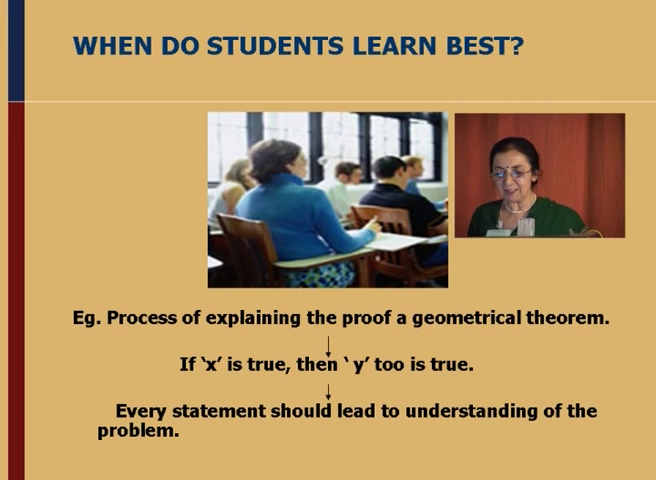 WHEN DO STUDENTS LEARN BEST?
Eg. Process of explaining the proof a geometrical theorem.
If ‘x’ is true, then ‘ y’ too is true.
Every statement should lead to understanding of the
problem.